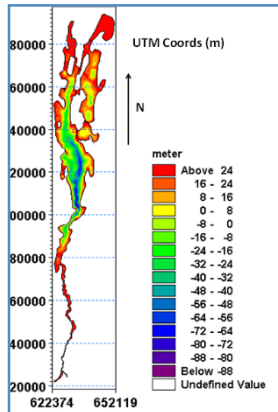 UTM Coords (m)
N
80000
60000
40000
20000
00000
80000
60000
40000
20000
622374 652119
meter
Above 24
16 - 24
8 - 16
0 - 8
-8 - 0
-16 - -8
-24 - -16
-32 - -24
-40 - -32
-48 - -40
-56 - -48
-64 - -56
-72 - -64
-80 - -72
-88 - -80
Below -88
Undefined Value